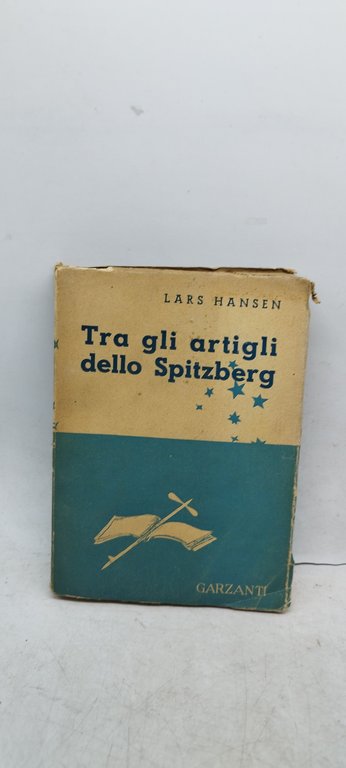 LARS HANSEN
Tra gli artigli
dello Spitzberg
GARZANTI